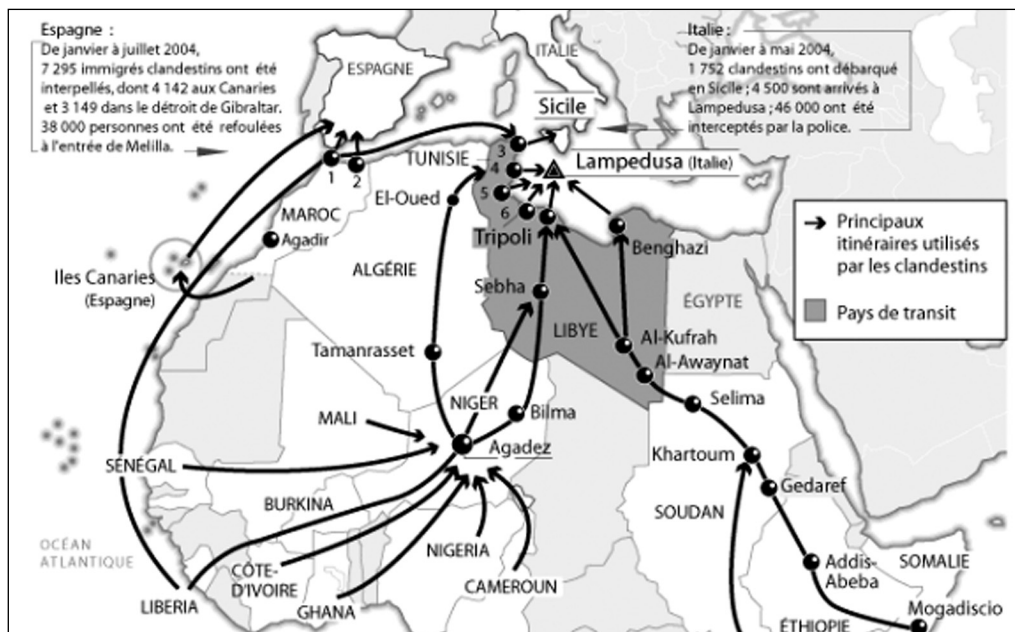 Espagne :
De janvier à juillet 2004,
7 295 immigrés clandestins ont été
interpellés, dont 4 142 aux Canaries
et 3 149 dans le détroit de Gibraltar.
38 000 personnes ont été refoulées
à l'entrée de Melilla.
Italie :
De janvier à mai 2004,
1 752 clandestins ont débarqué
en Sicile ; 4 500 sont arrivés à
Lampedusa ; 46 000 ont été
interceptés par la police.
ESPAGNE
ITALIE
Sicile
Lampedusa (Italie)
TUNISIE
1
2
3
4
5
6
El-Oued
MAROC
Agadir
Tripoli
Benghazi
Iles Canaries
(Espagne)
ALGÉRIE
Sebha
LIBYE
ÉGYPTE
Principaux
itinéraires utilisés
par les clandestins
Pays de transit
Tamanrasset
Al-Kufrah
Al-Awaynat
Selima
MALI
NIGER
Bilma
Agadez
Khartoum
SÉNÉGAL
BURKINA
Gedaref
SOUDAN
OCÉAN
ATLANTIQUE
NIGERIA
CÔTE-
D'IVOIRE
CAMEROUN
LIBERIA
GHANA
Addis-
Abeba
SOMALIE
Mogadiscio
ÉTHIOPIE